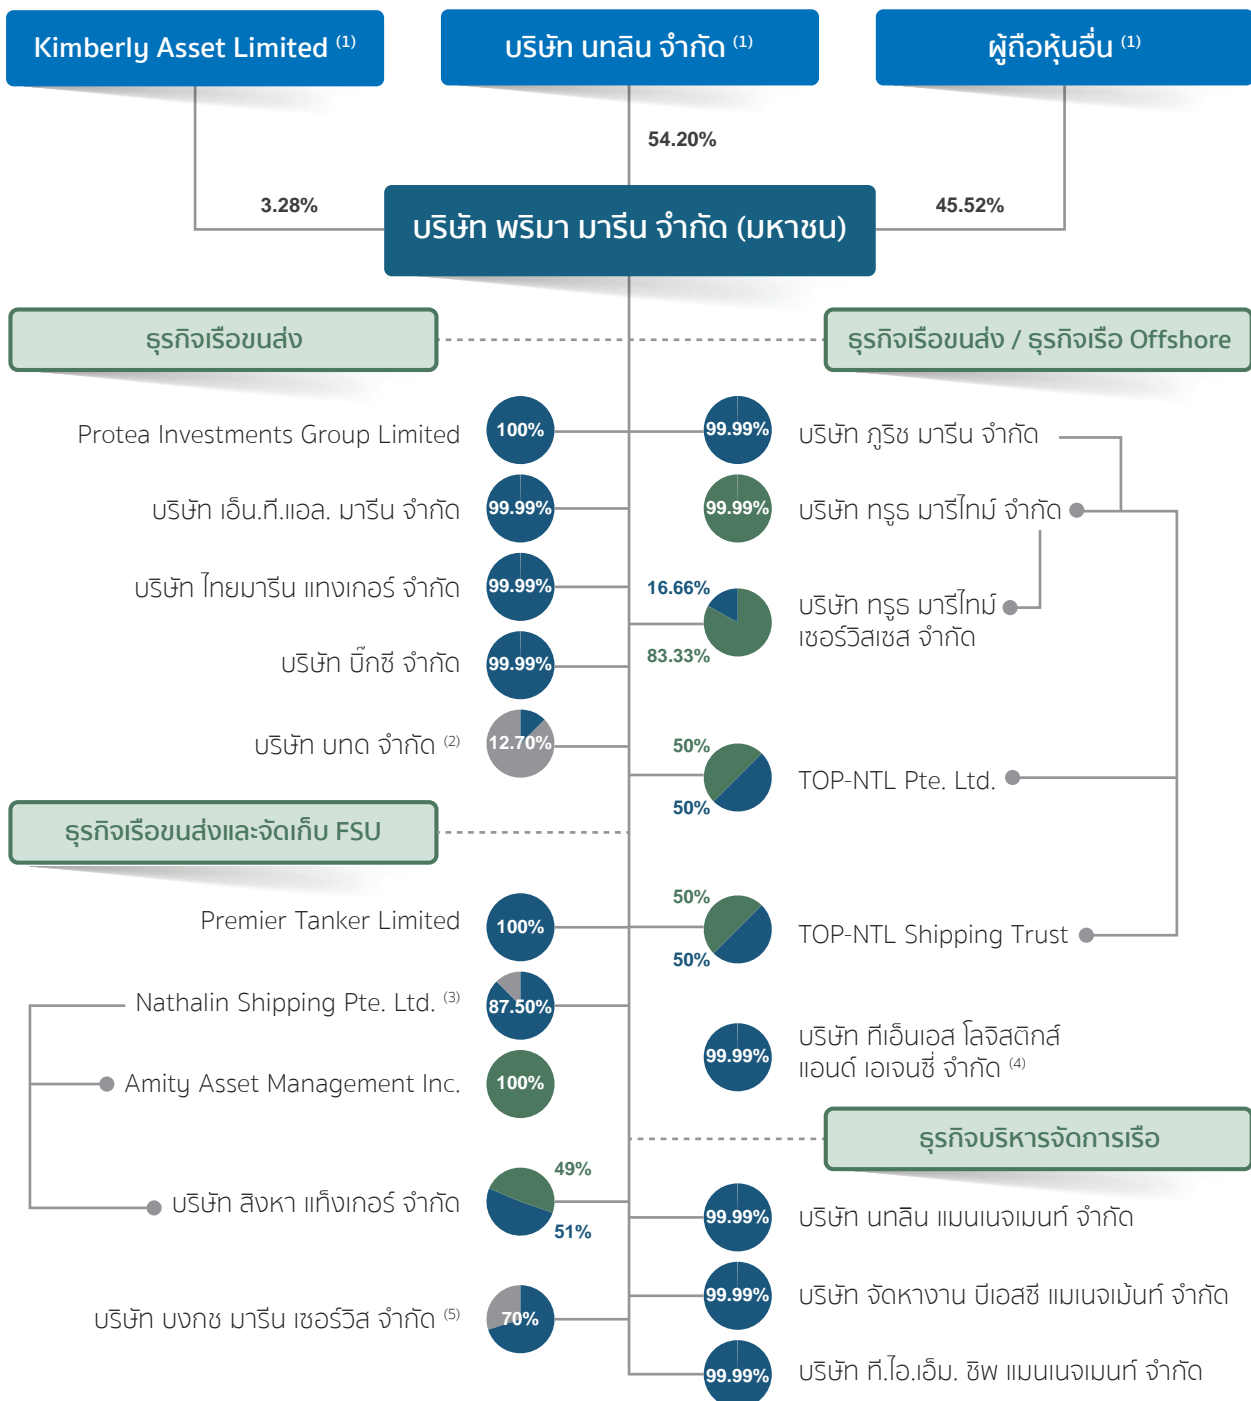 Kimberly Asset Limited (1)
บริษัท นทลิน จำกัด (1)
ผู้ถือหุ้นอื่น (1)
54.20%
3.28%
45.52%
บริษัท พริมา มารีน จำกัด (มหาชน)
ธุรกิจเรือขนส่ง
Protea Investments Group Limited
100%
บริษัท เอ็น.ที.แอล. มารีน จำกัด
99.99%
บริษัท ไทยมารีน แทงเกอร์ จำกัด
99.99%
บริษัท บิ๊กซี จำกัด
99.99%
บริษัท บทด จำกัด (2)
12.70%
ธุรกิจเรือขนส่งและจัดเก็บ FSU
Premier Tanker Limited
100%
Nathalin Shipping Pte. Ltd. (3)
87.50%
Amity Asset Management Inc.
100%
49%
บริษัท สิงหา แท็งเกอร์ จำกัด
51%
บริษัท บงกช มารีน เซอร์วิส จำกัด (5)
70%
ธุรกิจเรือขนส่ง / ธุรกิจเรือ Offshore
99.99%
บริษัท ภูริช มารีน จำกัด
99.99%
บริษัท ทรูธ มารีไทม์ จำกัด
16.66%
บริษัท ทรูธ มารีไทม์
เซอร์วิสเซส จำกัด
83.33%
50%
TOP-NTL Pte. Ltd.
50%
50%
TOP-NTL Shipping Trust
50%
99.99%
บริษัท ทีเอ็นเอส โลจิสติกส์
แอนด์ เอเจนซี่ จำกัด (4)
ธุรกิจบริหารจัดการเรือ
99.99%
บริษัท นทลิน แมนเนจเมนท์ จำกัด
99.99%
บริษัท จัดหางาน บีเอสซี แมเนจเม้นท์ จำกัด
99.99%
บริษัท ที.ไอ.เอ็ม. ชิพ แมนเนจเมนท์ จำกัด